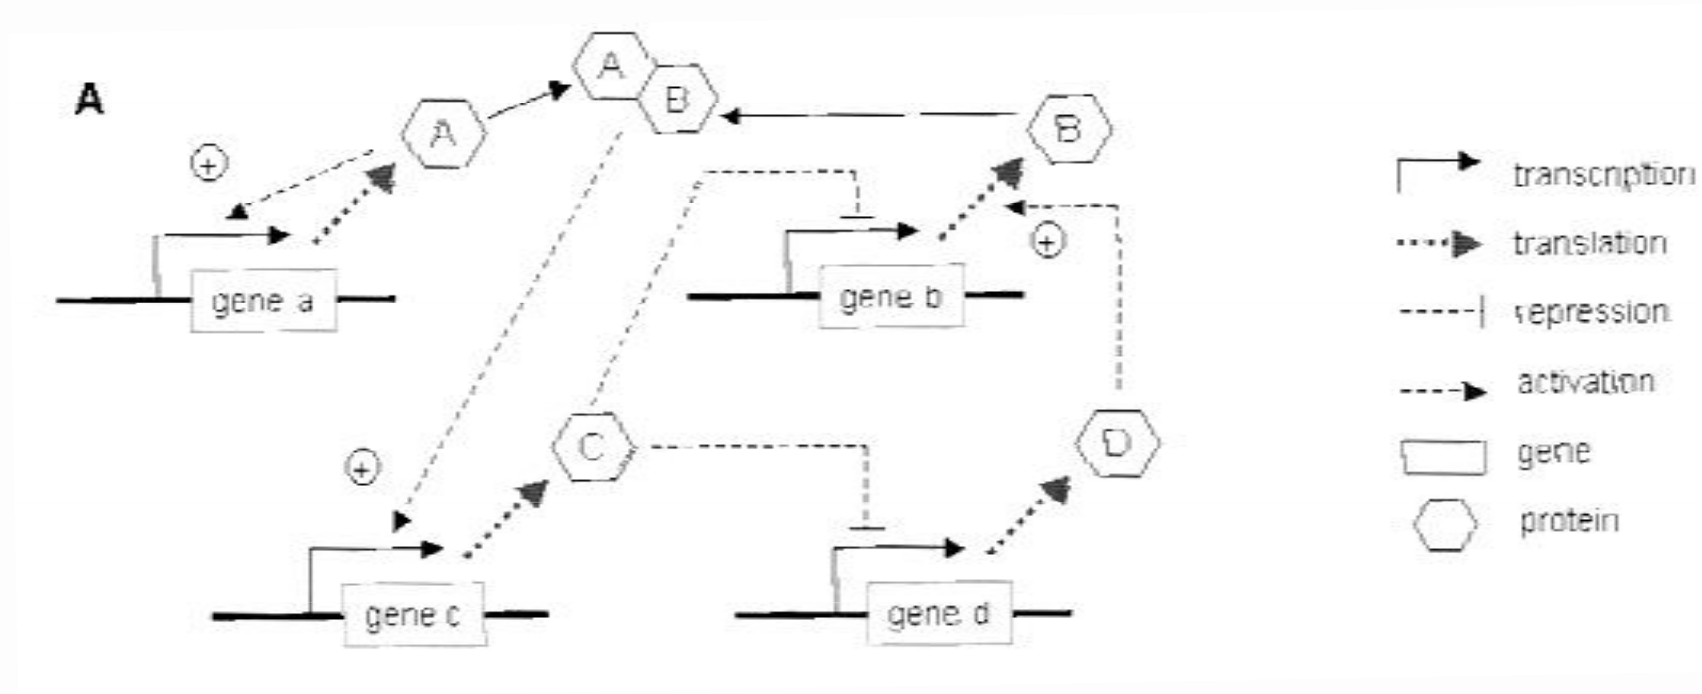 A
A
B
A
B
+
+
gene a
gene b
C
D
+
gene c
gene d
transcription
translation
repression
activation
gene
protein